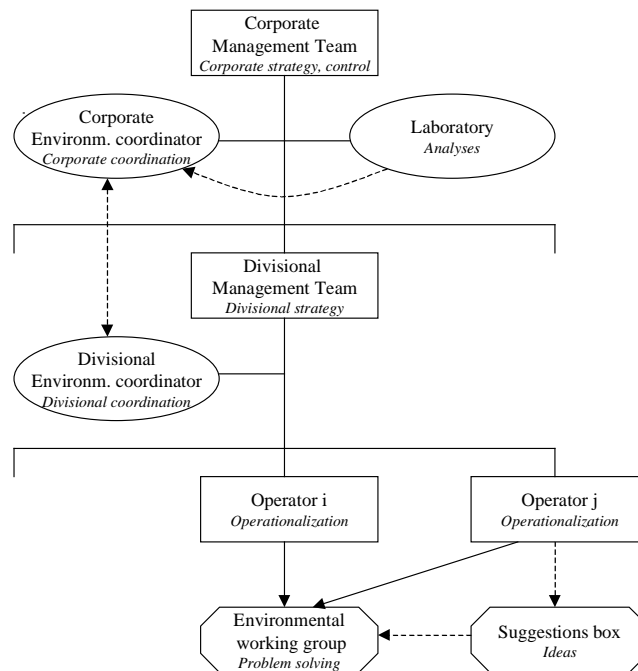 Corporate
Management Team
Corporate strategy, control
Corporate
Environm. coordinator
Corporate coordination
Laboratory
Analyses
Divisional
Management Team
Divisional strategy
Divisional
Environm. coordinator
Divisional coordination
Operator i
Operationalization
Operator j
Operationalization
Environmental
working group
Problem solving
Suggestions box
Ideas